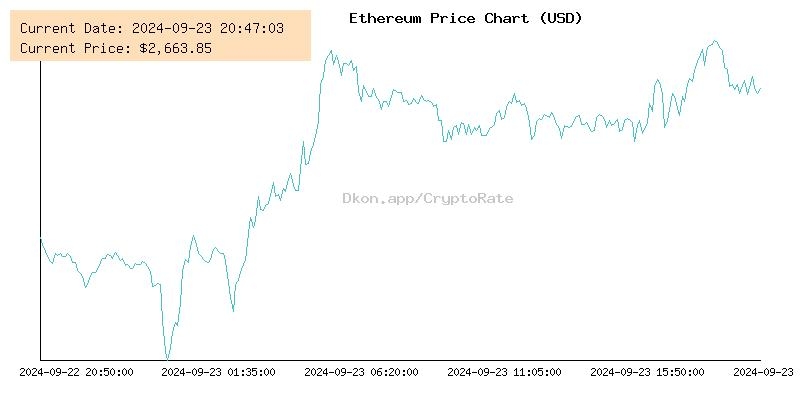 Ethereum Price Chart (USD)
Current Date: 2024-09-23 20:47:03
Current Price: $2,663.85
Dkon.app/CryptoRate
2024-09-22 20:50:00 2024-09-23 01:35:00 2024-09-23 06:20:00 2024-09-23 11:05:00 2024-09-23 15:50:00 2024-09-23